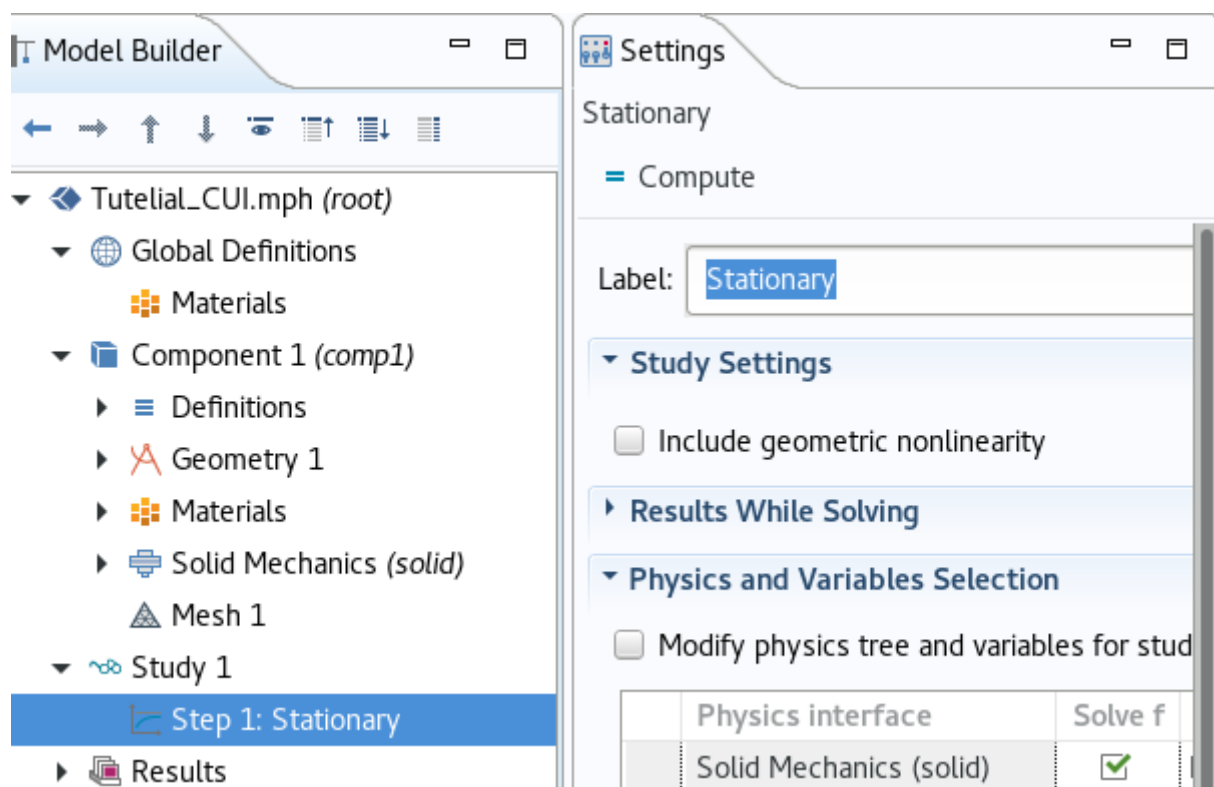 Model Builder
Tutelial_CUI.mph (root)
Global Definitions
Materials
Component 1 (comp1)
Definitions
Geometry 1
Materials
Solid Mechanics (solid)
Mesh 1
Study 1
Step 1: Stationary
Results
Settings
Stationary
= Compute
Label: Stationary
Study Settings
Include geometric nonlinearity
Results While Solving
Physics and Variables Selection
Modify physics tree and variables for stud
Physics interface Solve f
Solid Mechanics (solid)